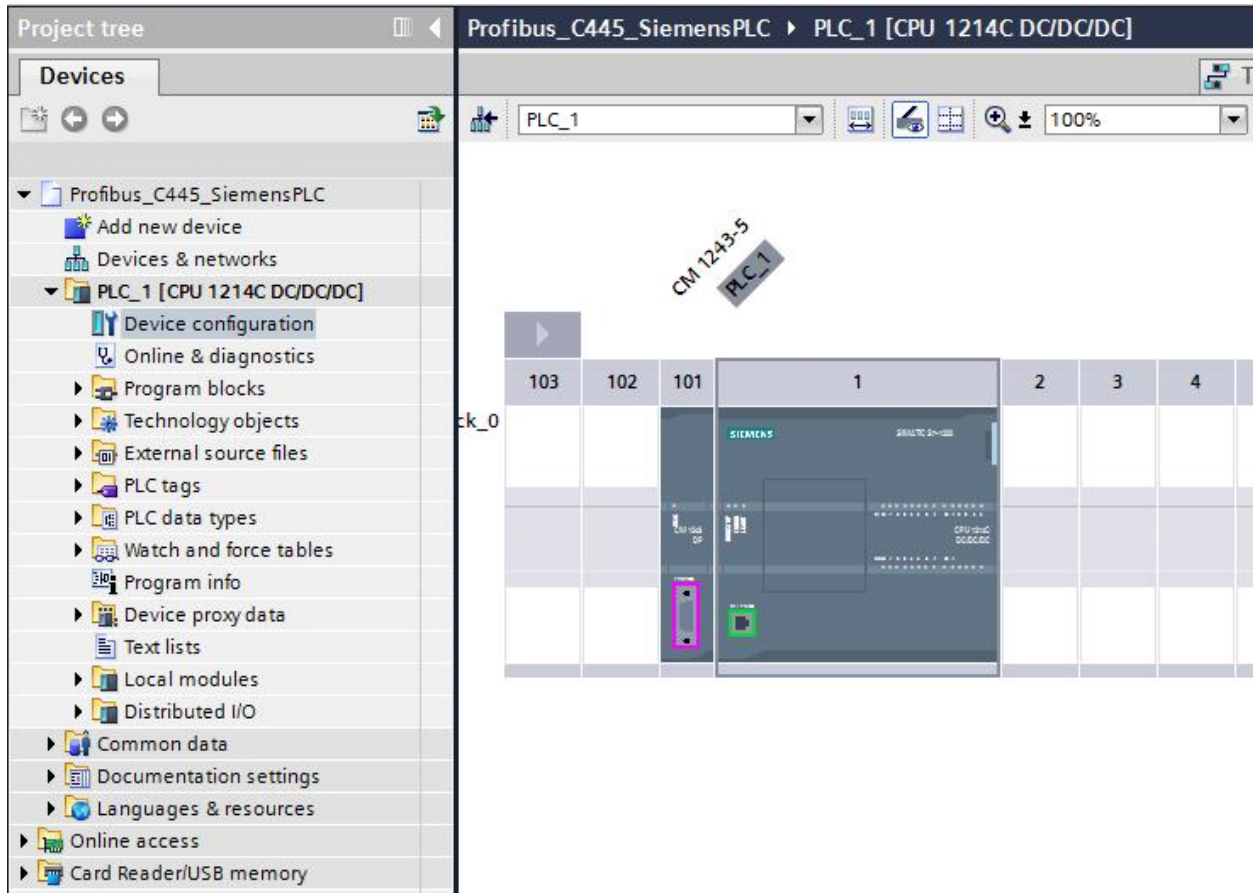 Project tree
Profibus_C445_SiemensPLC ▸ PLC_1 [CPU 1214C DC/DC/DC]
Devices
T
PLC_1
100%
Profibus_C445_SiemensPLC
Add new device
Devices & networks
PLC_1 [CPU 1214C DC/DC/DC]
Device configuration
Online & diagnostics
Program blocks
Technology objects
External source files
PLC tags
PLC data types
Watch and force tables
Program info
Device proxy data
Text lists
Local modules
Distributed I/O
Common data
Documentation settings
Languages & resources
Online access
Card Reader/USB memory
CM 1243-5
PLC_1
103 102 101 1 2 3 4
ck_0
SIEMENS